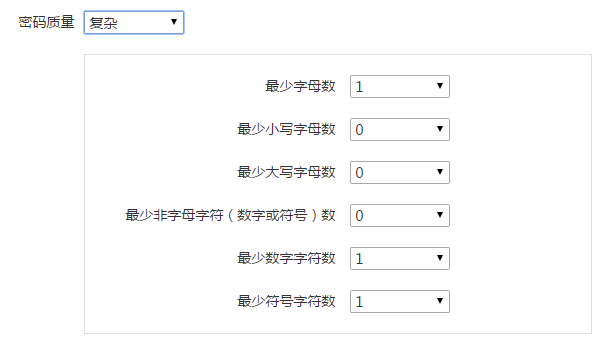 密码质量 复杂
最少字母数 1
最少小写字母数 0
最少大写字母数 0
最少非字母字符（数字或符号）数 0
最少数字字符数 1
最少符号字符数 1